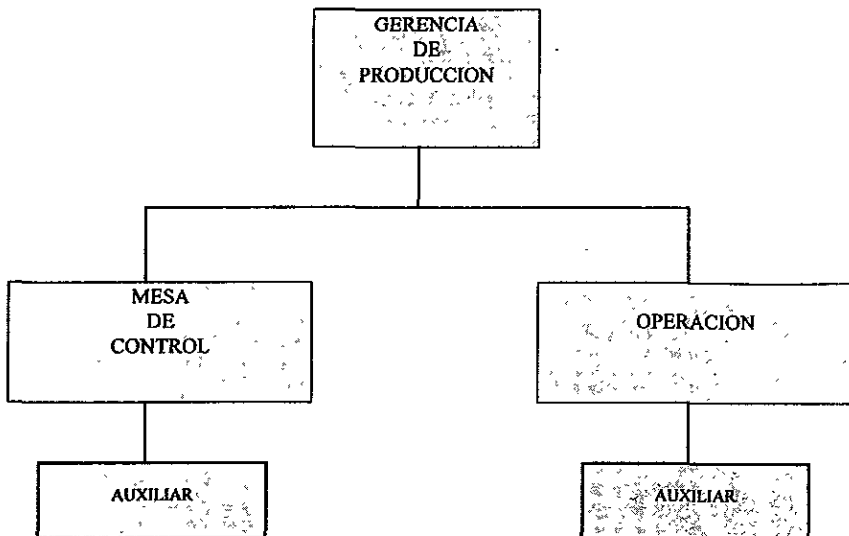 GERENCIA
DE
PRODUCCION
MESA
DE
CONTROL
OPERACION
AUXILIAR
AUXILIAR